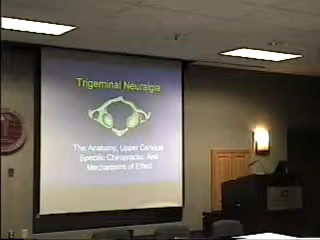 Trigeminal Neuralgia
The Anatomy, Upper Cervical
Specific Chiropractic, And
Mechanisms of Effect